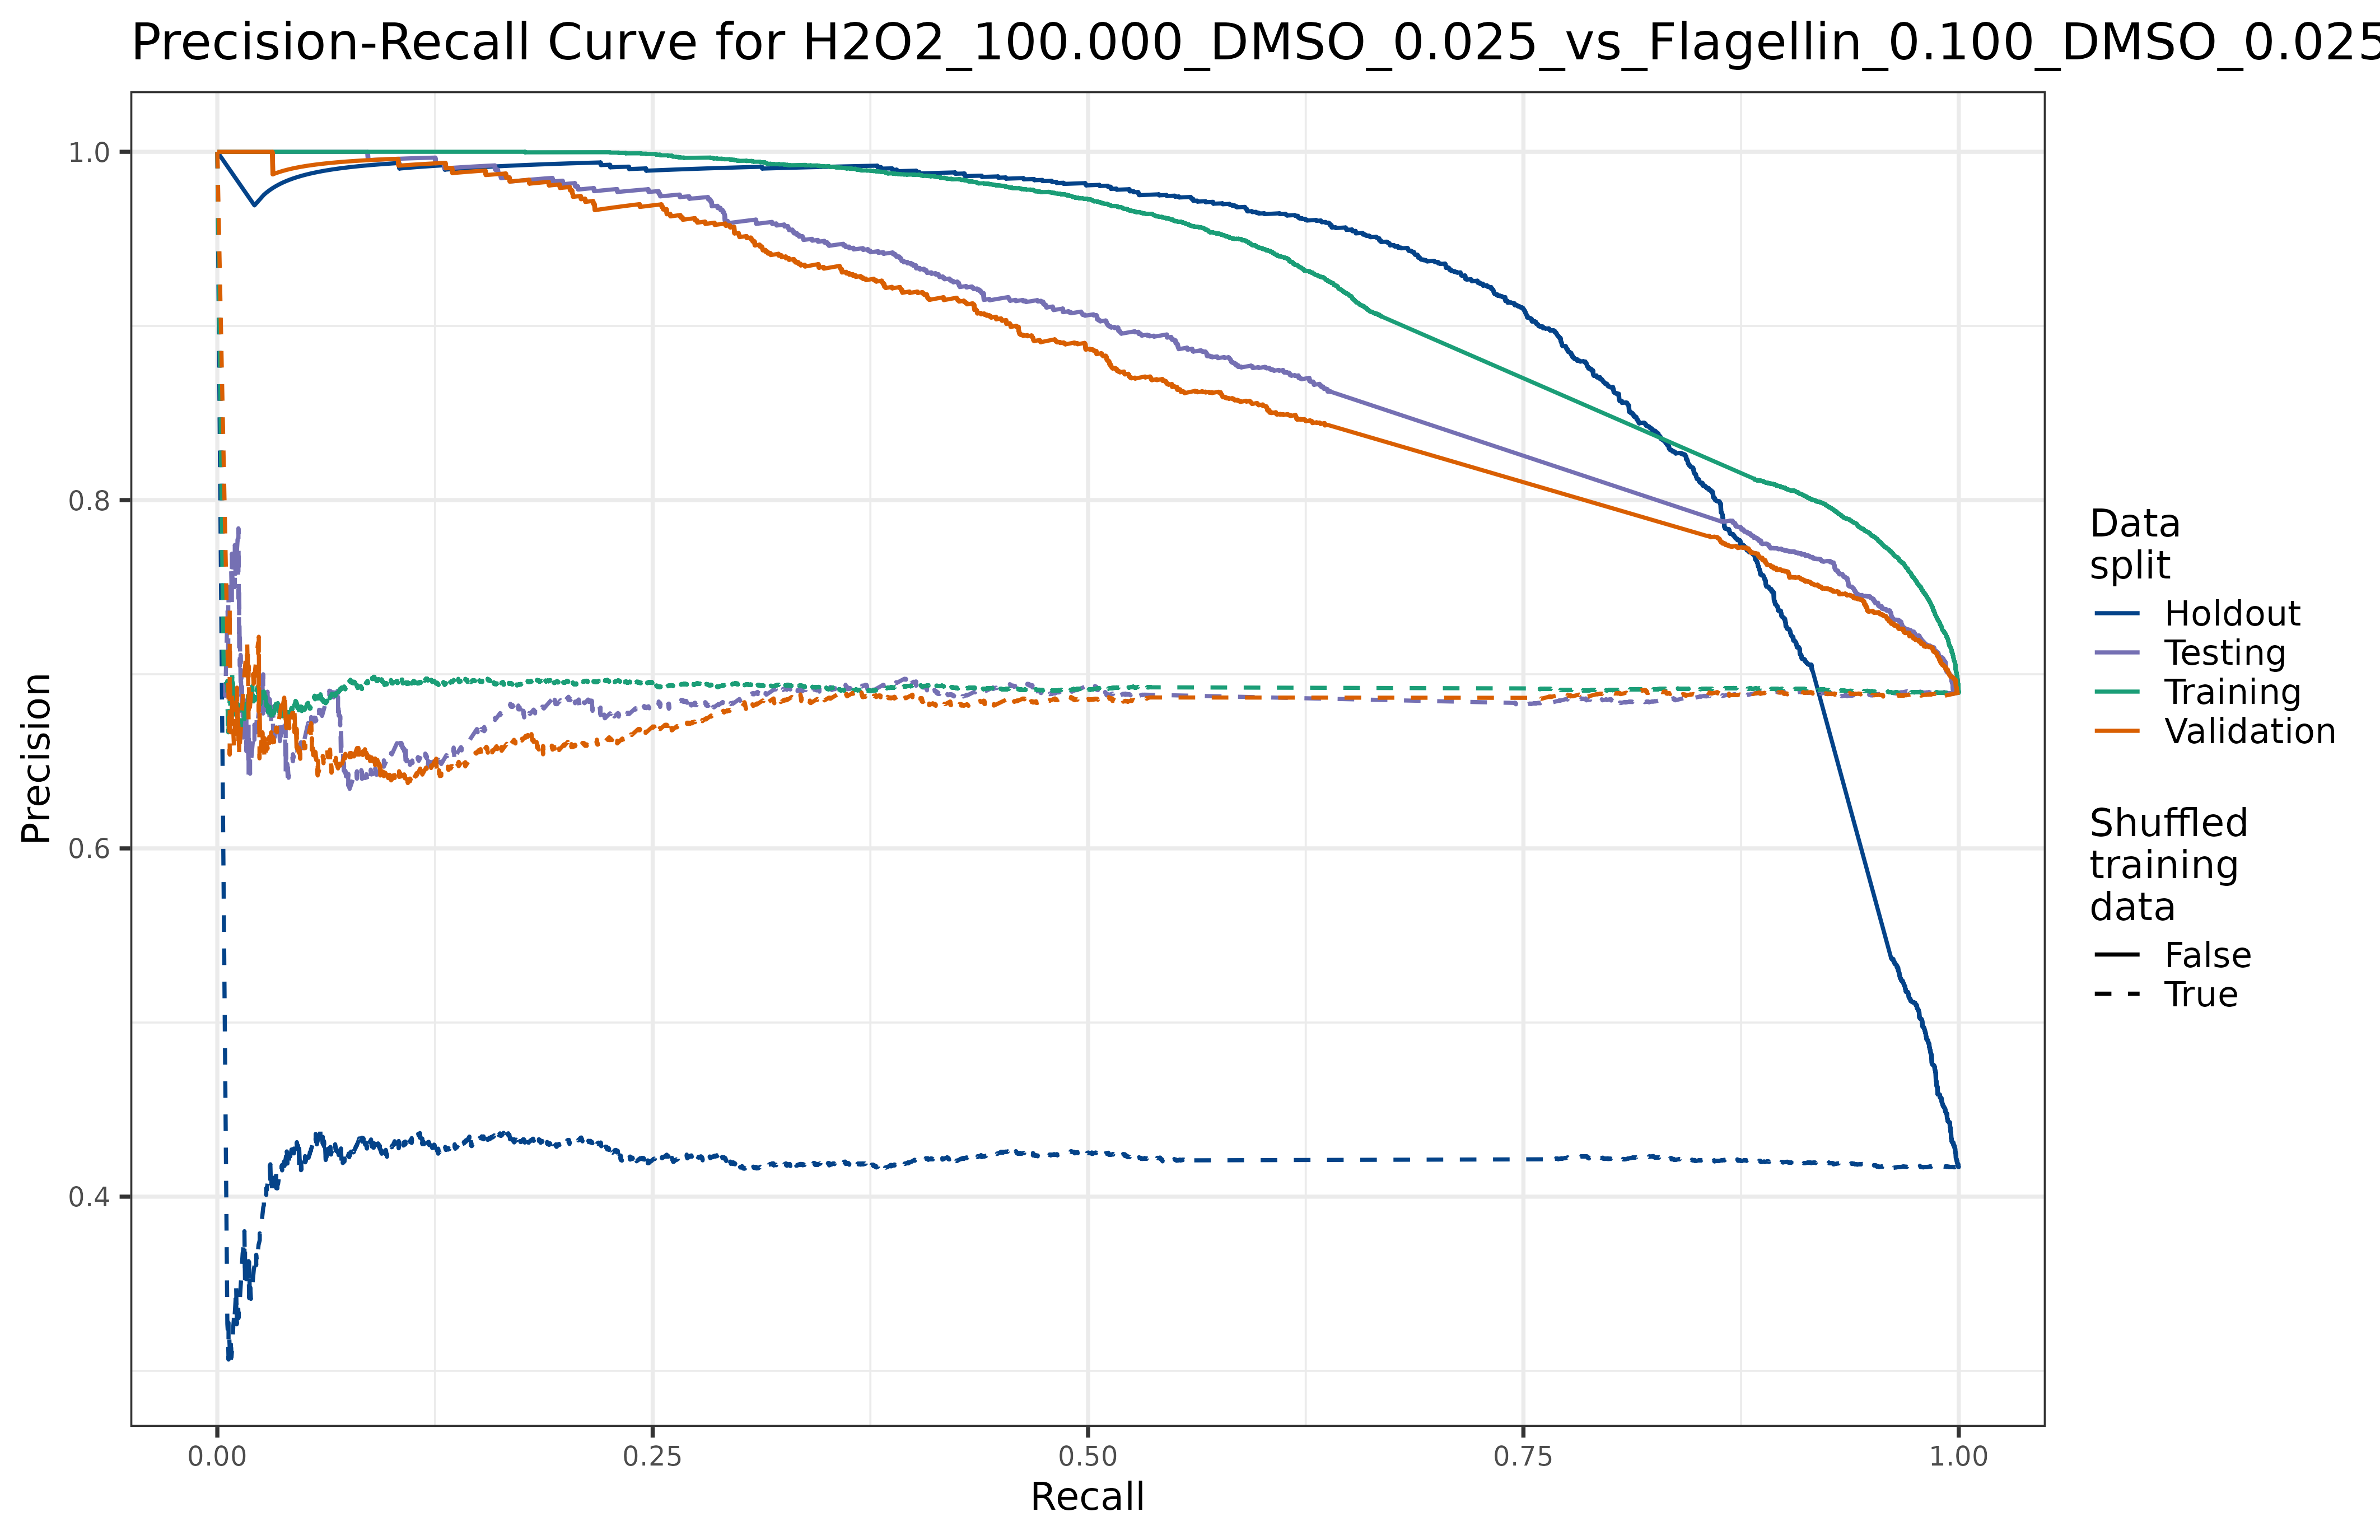 Precision-Recall Curve for H2O2_100.000_DMSO_0.025_vs_Flagellin_0.100_DMSO_0.025
1.0
0.8
0.6
0.4
Precision
0.00
0.25
0.50
0.75
1.00
Recall
Data
split
Holdout
Testing
Training
Validation
Shuffled
training
data
False
True